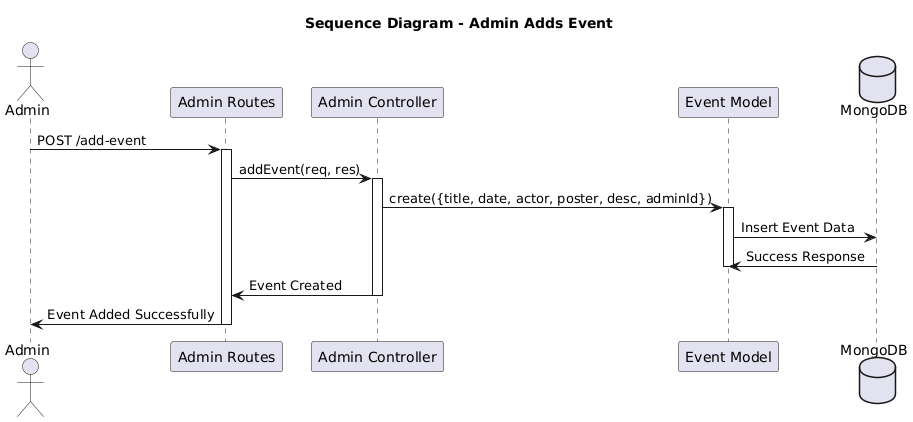 Sequence Diagram - Admin Adds Event
Admin
Admin Routes
Admin Controller
Event Model
MongoDB
POST /add-event
addEvent(req, res)
create({title, date, actor, poster, desc, adminId})
Insert Event Data
Success Response
Event Created
Event Added Successfully
Admin
Admin Routes
Admin Controller
Event Model
MongoDB